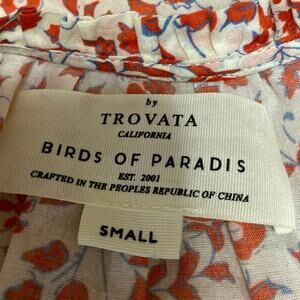 by
TROVATA
CALIFORNIA
BIRDS OF PARADIS
EST. 2001
CRAFTED IN THE PEOPLES REPUBLIC OF CHINA
SMALL